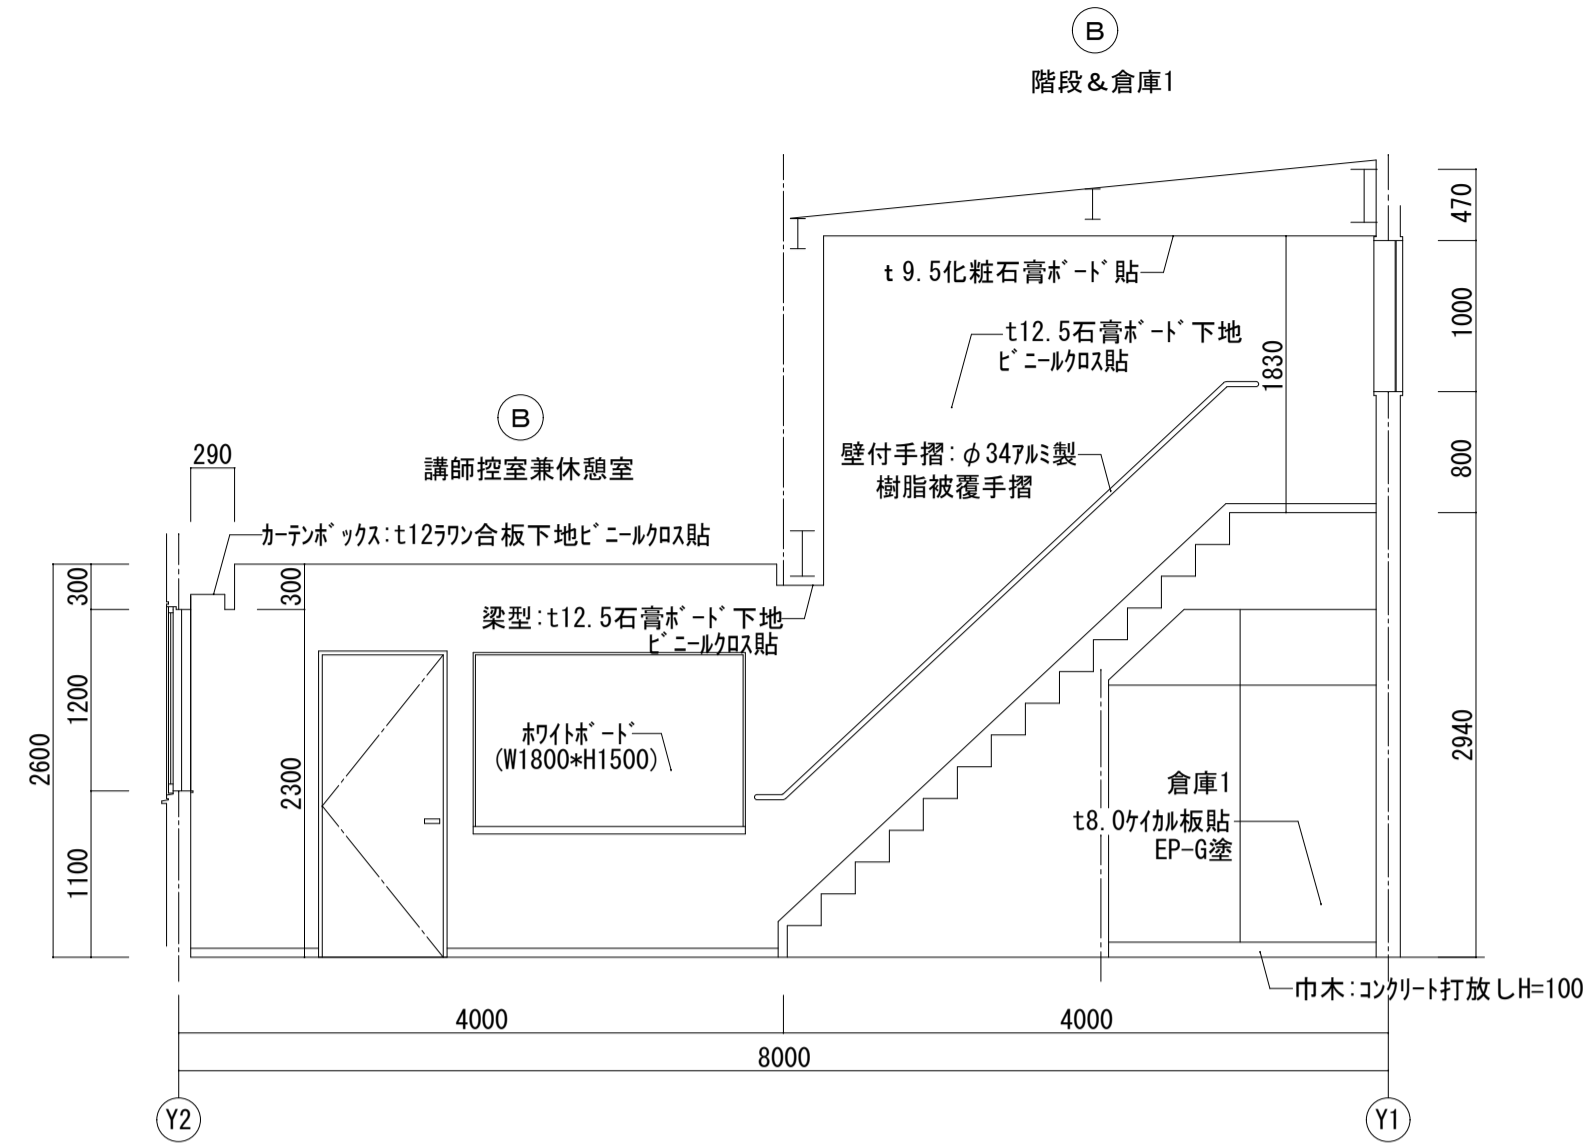 B
階段＆倉庫1
470
t 9.5化粧石膏ﾎﾞｰﾄﾞ貼
1000
t12.5石膏ﾎﾞｰﾄﾞ下地
ﾋﾞﾆｰﾙｸﾛｽ貼
1830
B
講師控室兼休憩室
290
壁付手摺:φ34ｱﾙﾐ製
樹脂被覆手摺
800
ｶｰﾃﾝﾎﾞｯｸｽ:t12ﾗﾜﾝ合板下地ﾋﾞﾆｰﾙｸﾛｽ貼
300
300
梁型:t12.5石膏ﾎﾞｰﾄﾞ下地
ﾋﾞﾆｰﾙｸﾛｽ貼
1200
2600
2300
ﾎﾜｲﾄﾎﾞｰﾄﾞ
(W1800*H1500)
2940
倉庫1
t8.0ｹｲｶﾙ板貼
EP-G塗
1100
巾木:ｺﾝｸﾘｰﾄ打放しH=100
4000
4000
8000
Y2
Y1